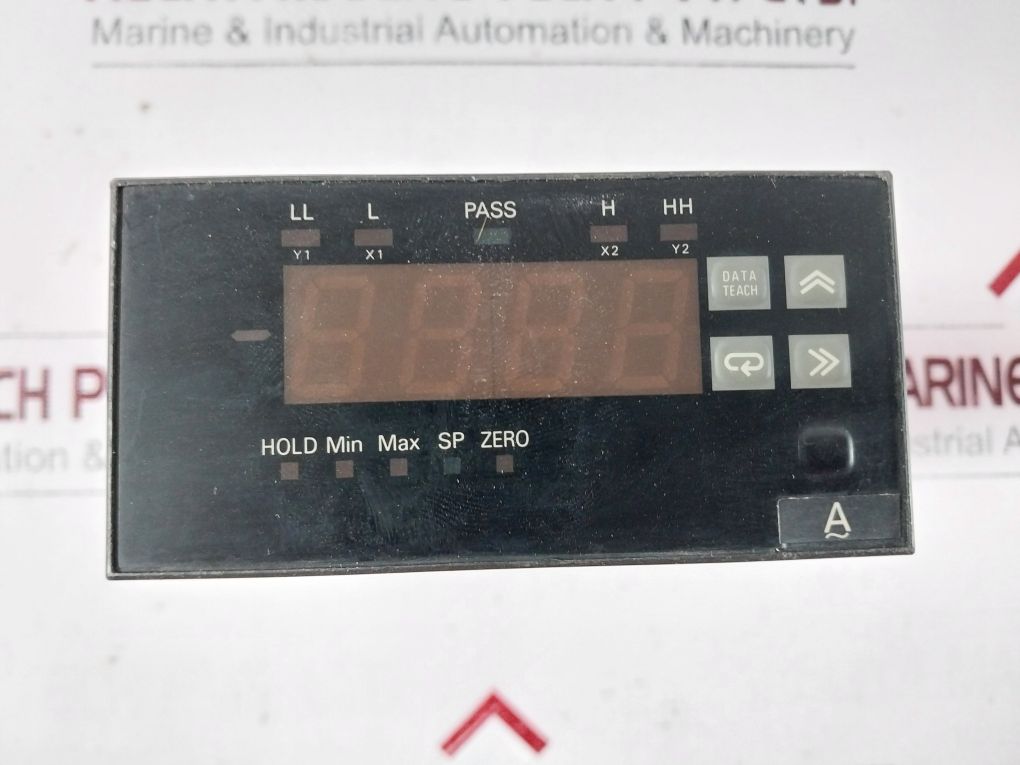 Marine & Industrial Automation & Machinery
LL L PASS H HH
Y1 X1 X2 Y2
DATA
TEACH
HOLD Min Max SP ZERO
A